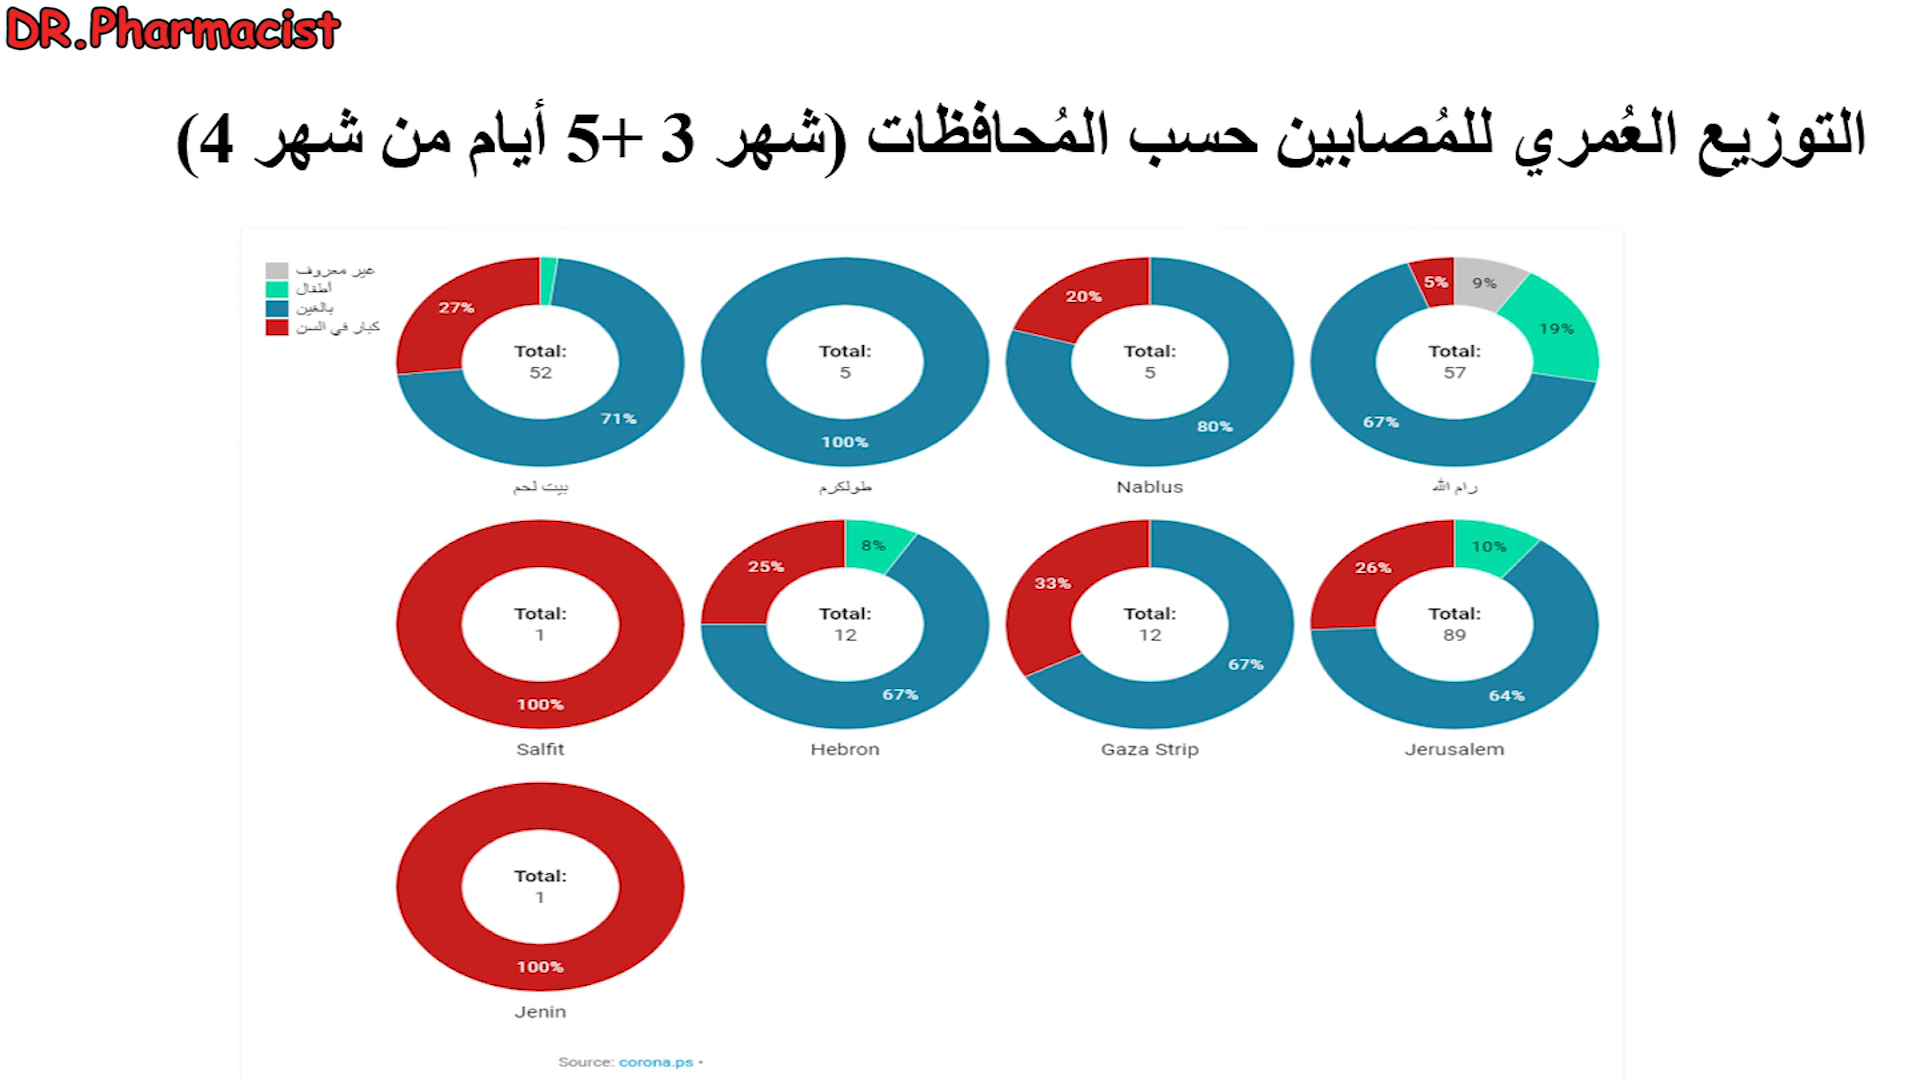 DR.Pharmacist
التوزيع العُمري للمُصابين حسب المُحافظات (شهر 3 +5 أيام من شهر 4)
غير معروف
أطفال
بالغين
كبار في السن
27%
Total:
52
71%
بيت لحم
Total:
5
100%
طولكرم
20%
Total:
5
80%
Nablus
5%
9%
19%
Total:
57
67%
رام الله
Total:
1
100%
Salfit
25%
8%
Total:
12
67%
Hebron
33%
Total:
12
67%
Gaza Strip
26%
10%
Total:
89
64%
Jerusalem
Total:
1
100%
Jenin
Source: corona.ps •